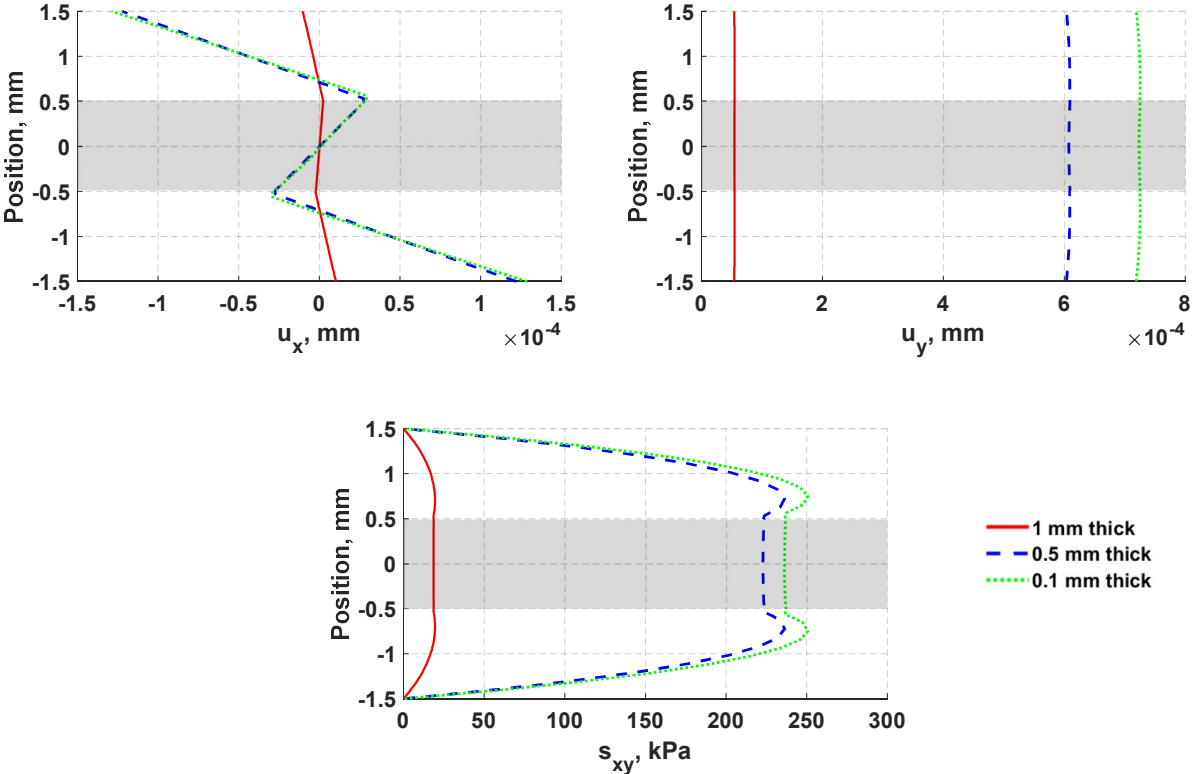 1.5
1
0.5
0
-0.5
-1
-1.5
Position, mm
-1.5 -1 -0.5 0 0.5 1 1.5
u_x, mm ×10^-4
1.5
1
0.5
0
-0.5
-1
-1.5
Position, mm
0 2 4 6 8
u_y, mm ×10^-4
1.5
1
0.5
0
-0.5
-1
-1.5
Position, mm
0 50 100 150 200 250 300
s_xy, kPa
1 mm thick
0.5 mm thick
0.1 mm thick